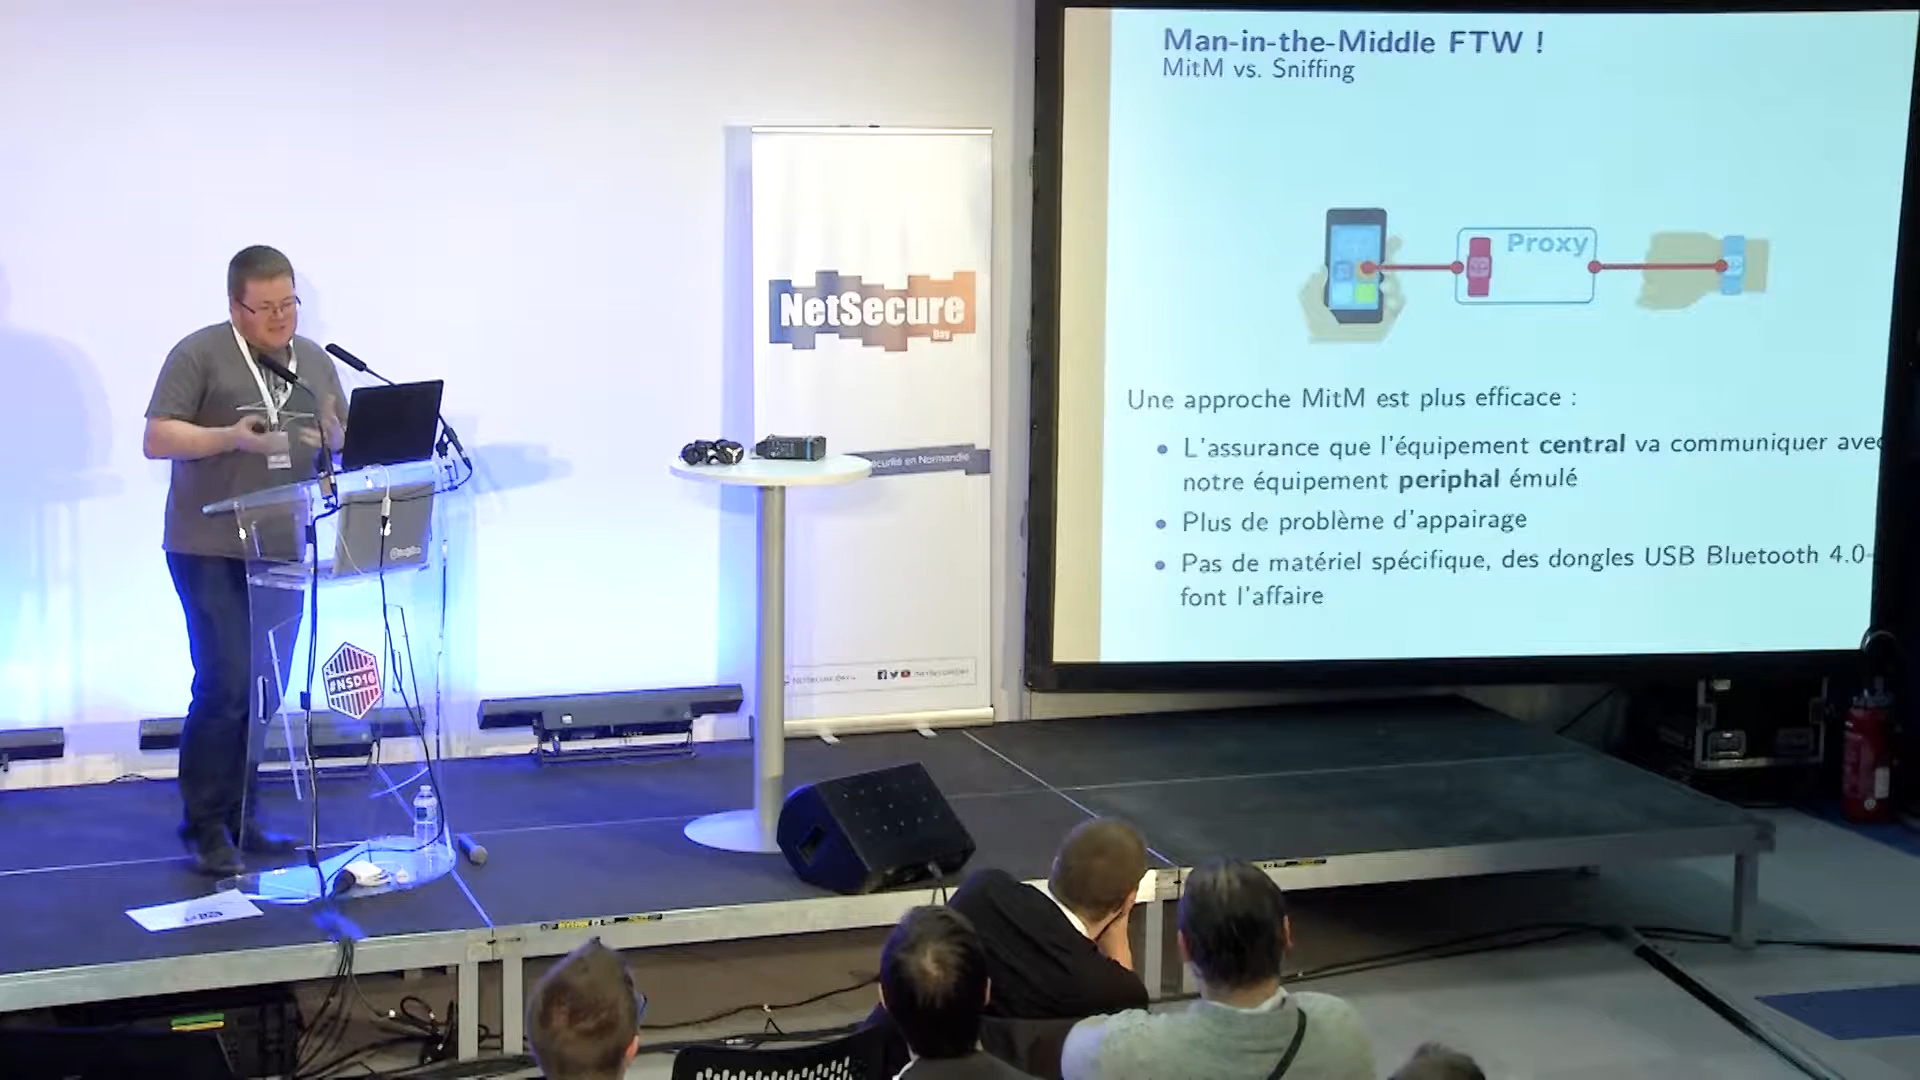 Man-in-the-Middle FTW !
MitM vs. Sniffing
Proxy
Une approche MitM est plus efficace :
L'assurance que l'équipement central va communiquer avec
notre équipement periphal émulé
Plus de problème d'appairage
Pas de matériel spécifique, des dongles USB Bluetooth 4.0
font l'affaire
NetSecure
Day
écurité en Normandie
#NSD16